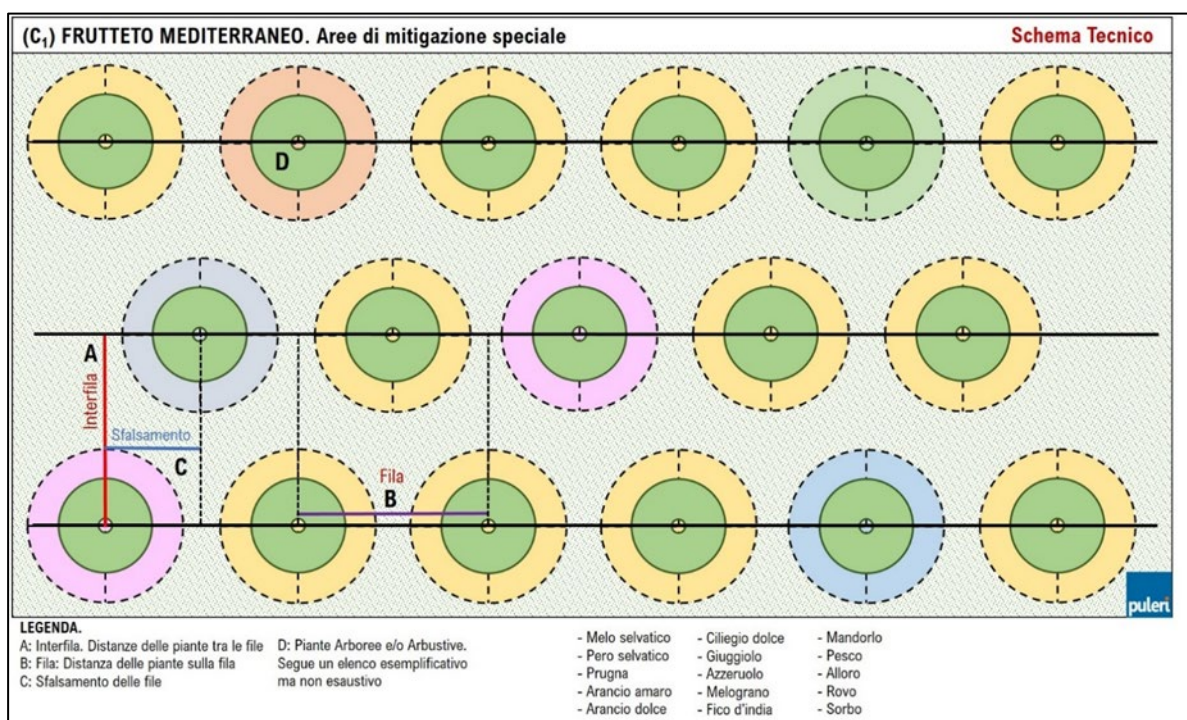 (C₁) FRUTTETO MEDITERRANEO. Aree di mitigazione speciale
Schema Tecnico
D
A
Interfila
Sfalsamento
C
Fila
B
puleri
LEGENDA.
A: Interfila. Distanze delle piante tra le file
B: Fila: Distanza delle piante sulla fila
C: Sfalsamento delle file
D: Piante Arboree e/o Arbustive.
Segue un elenco esemplificativo
ma non esaustivo
- Melo selvatico
- Pero selvatico
- Prugna
- Arancio amaro
- Arancio dolce
- Ciliegio dolce
- Giuggiolo
- Azzeruolo
- Melograno
- Fico d'india
- Mandorlo
- Pesco
- Alloro
- Rovo
- Sorbo